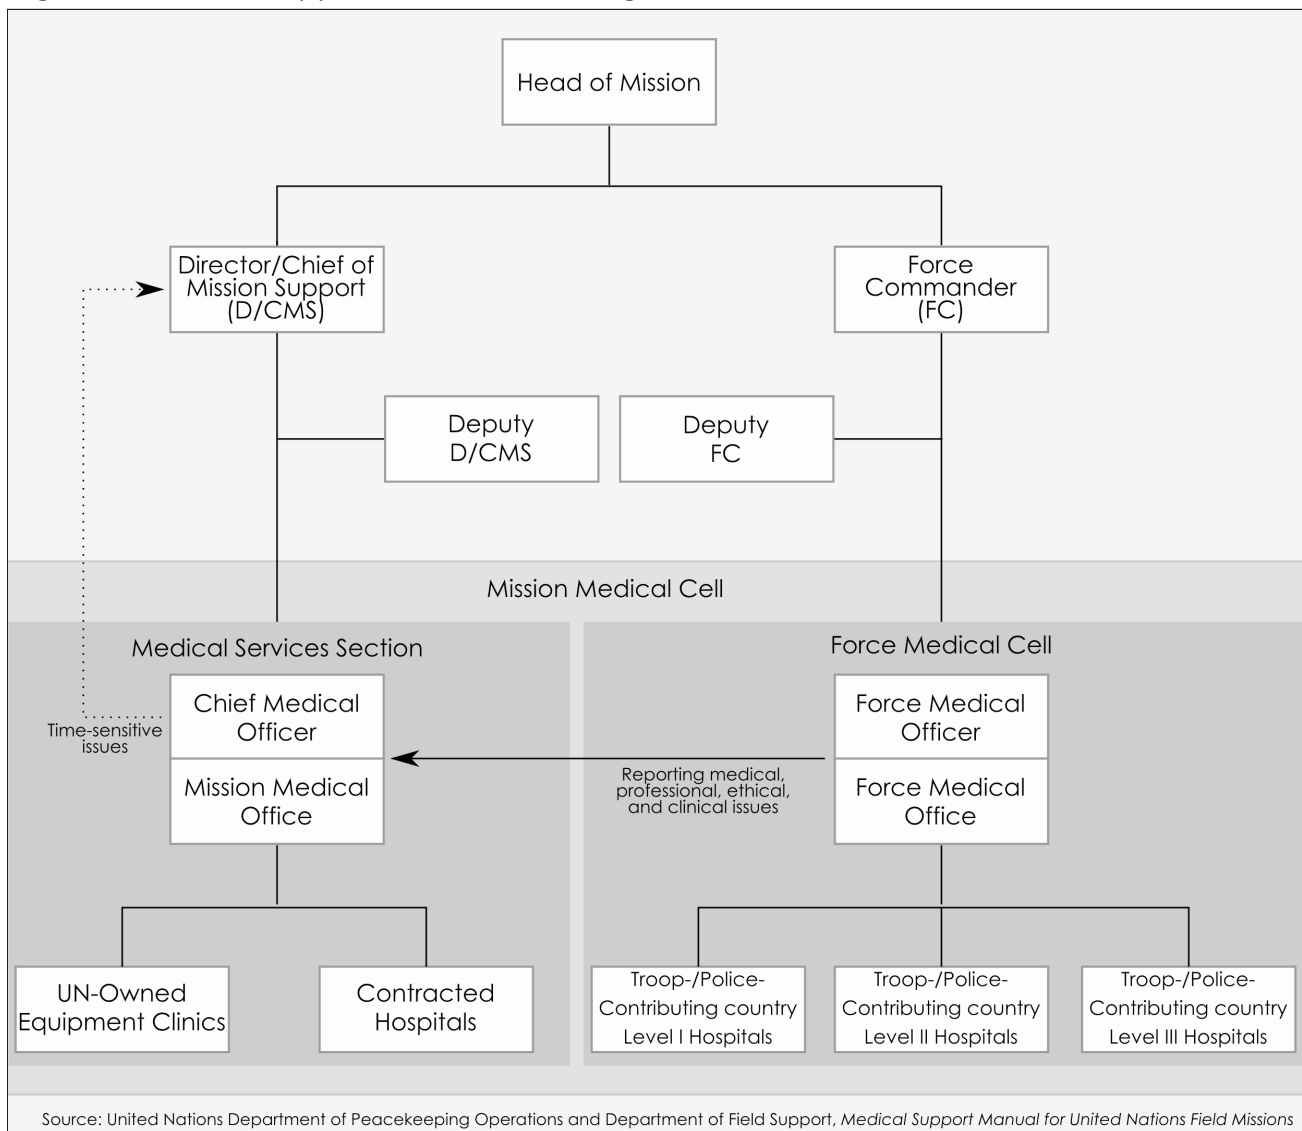 Head of Mission
Director/Chief of
Mission Support
(D/CMS)
Force
Commander
(FC)
Deputy
D/CMS
Deputy
FC
Mission Medical Cell
Medical Services Section
Force Medical Cell
Chief Medical
Officer
Mission Medical
Office
Time-sensitive
issues
Force Medical
Officer
Force Medical
Office
Reporting medical,
professional, ethical,
and clinical issues
UN-Owned
Equipment Clinics
Contracted
Hospitals
Troop-/Police-
Contributing country
Level I Hospitals
Troop-/Police-
Contributing country
Level II Hospitals
Troop-/Police-
Contributing country
Level III Hospitals
Source: United Nations Department of Peacekeeping Operations and Department of Field Support, Medical Support Manual for United Nations Field Missions